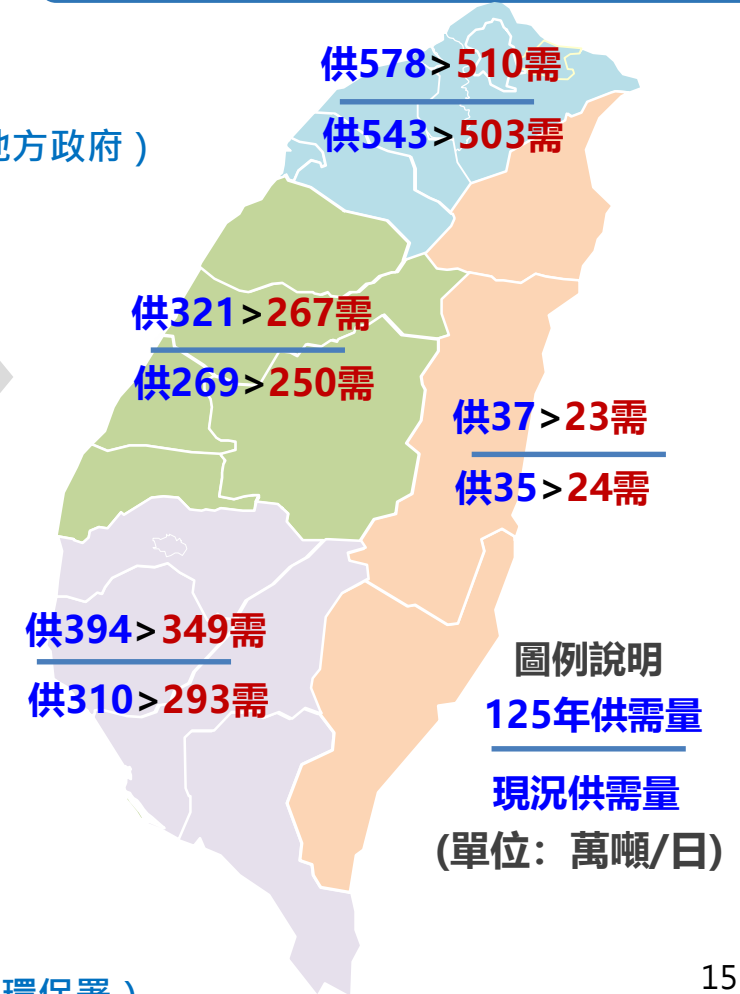 供578>510需
供543>503需
地方政府）
供321>267需
供269>250需
供37>23需
供35>24需
供394>349需
供310>293需
圖例說明
125年供需量
現況供需量
(單位：萬噸/日)
15
環保署）